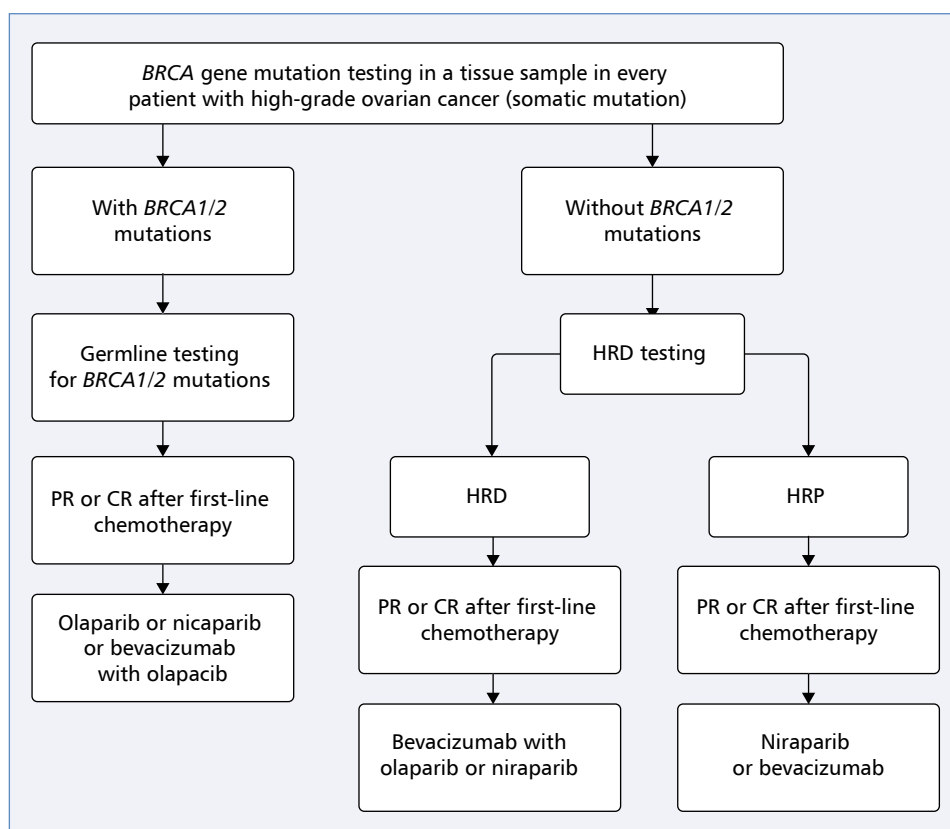 BRCA gene mutation testing in a tissue sample in every
patient with high-grade ovarian cancer (somatic mutation)
With BRCA1/2
mutations
Without BRCA1/2
mutations
Germline testing
for BRCA1/2 mutations
HRD testing
PR or CR after first-line
chemotherapy
HRD
HRP
Olaparib or nicaparib
or bevacizumab
with olapacib
PR or CR after first-line
chemotherapy
PR or CR after first-line
chemotherapy
Bevacizumab with
olaparib or niraparib
Niraparib
or bevacizumab